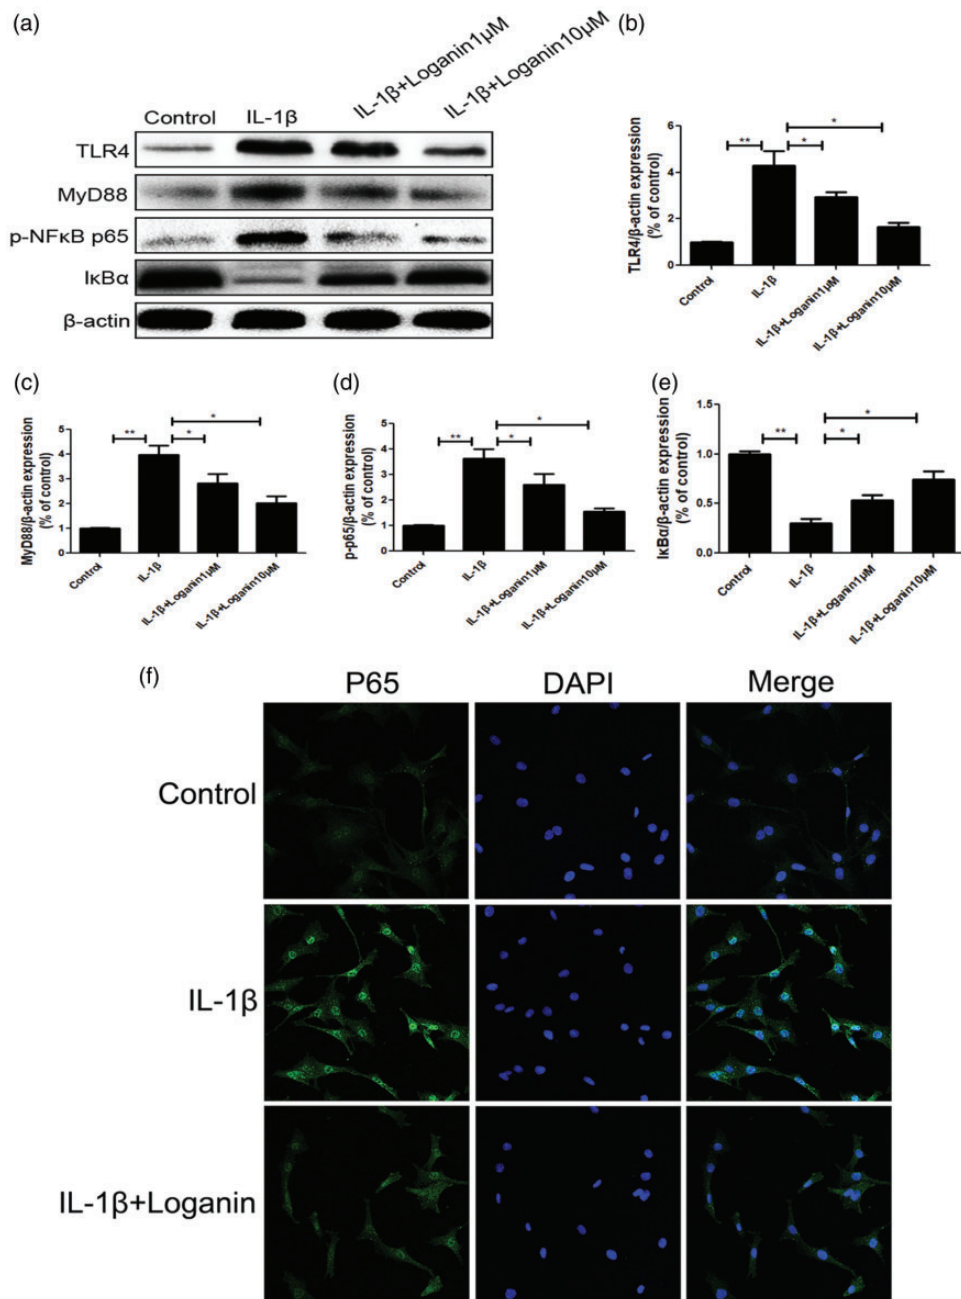 (a)
Control
IL-1β
IL-1β+Loganin1μM
IL-1β+Loganin10μM
TLR4
MyD88
p-NFκB p65
IκBα
β-actin
(b)
TLR4/β-actin expression
(% of control)
6
4
2
0
**
*
*
Control
IL-1β
IL-1β+Loganin1μM
IL-1β+Loganin10μM
(c)
MyD88/β-actin expression
(% of control)
5
4
3
2
1
0
**
*
*
Control
IL-1β
IL-1β+Loganin1μM
IL-1β+Loganin10μM
(d)
p-p65/β-actin expression
(% of control)
5
4
3
2
1
0
**
*
*
Control
IL-1β
IL-1β+Loganin1μM
IL-1β+Loganin10μM
(e)
IκBα/β-actin expression
(% of control)
1.5
1.0
0.5
0.0
**
*
*
Control
IL-1β
IL-1β+Loganin1μM
IL-1β+Loganin10μM
(f)
P65
DAPI
Merge
Control
IL-1β
IL-1β+Loganin